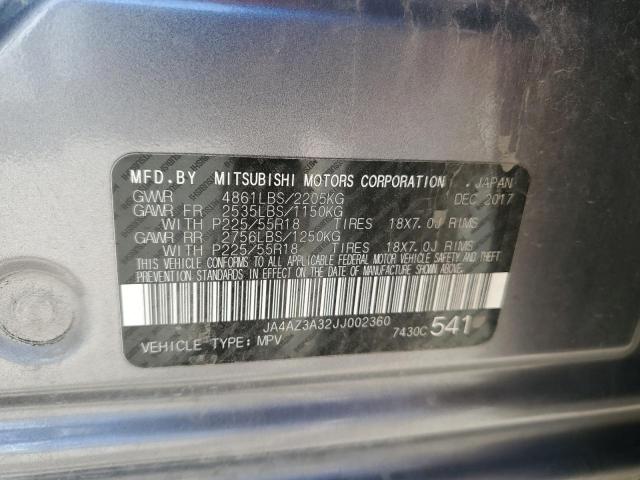 MFD.BY MITSUBISHI MOTORS CORPORATION JAPAN
GVWR 4861LBS/2205KG DEC 2017
GAWR FR 2535LBS/1150KG
WITH P225/55R18 TIRES 18X7.0J RIMS
GAWR RR 2756LBS/1250KG
WITH P225/55R18 TIRES 18X7.0J RIMS
THIS VEHICLE CONFORMS TO ALL APPLICABLE FEDERAL MOTOR VEHICLE SAFETY AND THEFT
PREVENTION STANDARDS IN EFFECT ON THE DATE OF MANUFACTURE SHOWN ABOVE.
JA4AZ3A32JJ002360
VEHICLE TYPE: MPV 7430C 541